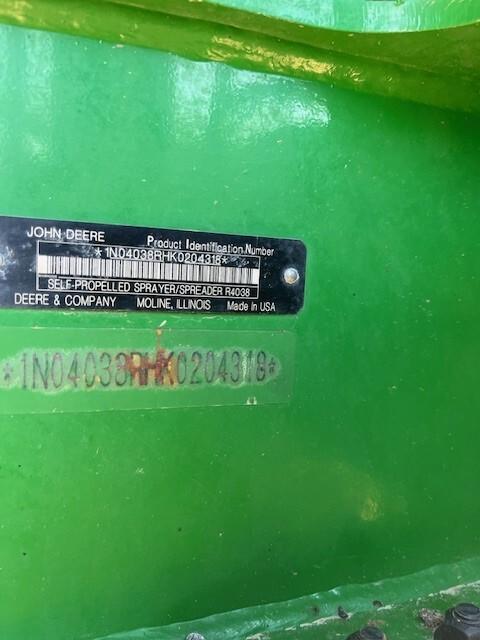 JOHN DEERE Product Identification Number
*1N04038RHK0204318*
SELF-PROPELLED SPRAYER/SPREADER R4038
DEERE & COMPANY MOLINE, ILLINOIS Made in USA
*1N04038RHK0204318*